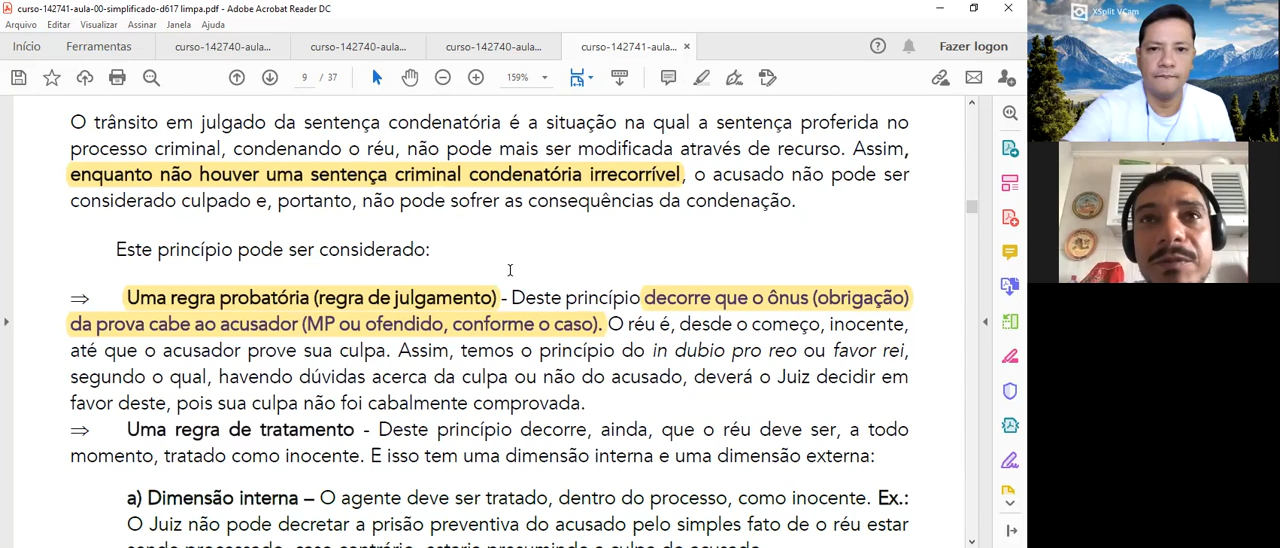 curso-142741-aula-00-simplificado-d617 limpa.pdf - Adobe Acrobat Reader DC
Arquivo Editar Visualizar Assinar Janela Ajuda
Início Ferramentas curso-142740-aula... curso-142740-aula... curso-142740-aula... curso-142741-aula... × Fazer logon
9 / 37 159%
O trânsito em julgado da sentença condenatória é a situação na qual a sentença proferida no
processo criminal, condenando o réu, não pode mais ser modificada através de recurso. Assim,
enquanto não houver uma sentença criminal condenatória irrecorrível, o acusado não pode ser
considerado culpado e, portanto, não pode sofrer as consequências da condenação.
Este princípio pode ser considerado:
⇒ Uma regra probatória (regra de julgamento) - Deste princípio decorre que o ônus (obrigação)
da prova cabe ao acusador (MP ou ofendido, conforme o caso). O réu é, desde o começo, inocente,
até que o acusador prove sua culpa. Assim, temos o princípio do in dubio pro reo ou favor rei,
segundo o qual, havendo dúvidas acerca da culpa ou não do acusado, deverá o Juiz decidir em
favor deste, pois sua culpa não foi cabalmente comprovada.
⇒ Uma regra de tratamento - Deste princípio decorre, ainda, que o réu deve ser, a todo
momento, tratado como inocente. E isso tem uma dimensão interna e uma dimensão externa:
a) Dimensão interna – O agente deve ser tratado, dentro do processo, como inocente. Ex.:
O Juiz não pode decretar a prisão preventiva do acusado pelo simples fato de o réu estar
sendo processado, caso contrário, estaria presumindo a culpa do acusado.
XSplit VCam